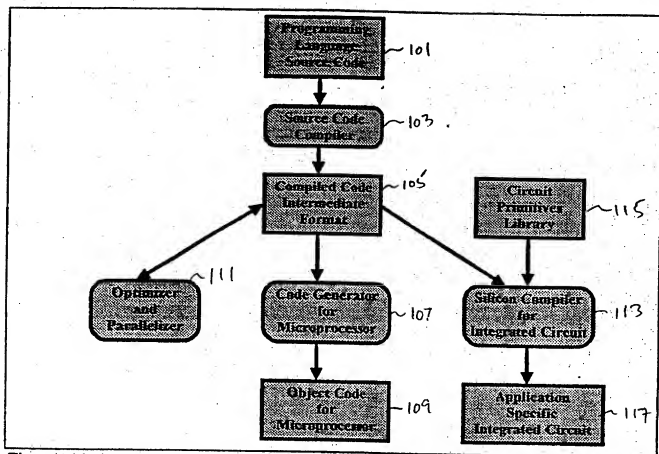 Programming
Language
Source Code
101
Source Code
Compiler
103
Compiled Code
Intermediate
Format
105
Circuit
Primitives
Library
115
Optimizer
and
Parallelizer
111
Code Generator
for
Microprocessor
107
Silicon Compiler
for
Integrated Circuit
113
Object Code
for
Microprocessor
109
Application
Specific
Integrated Circuit
117